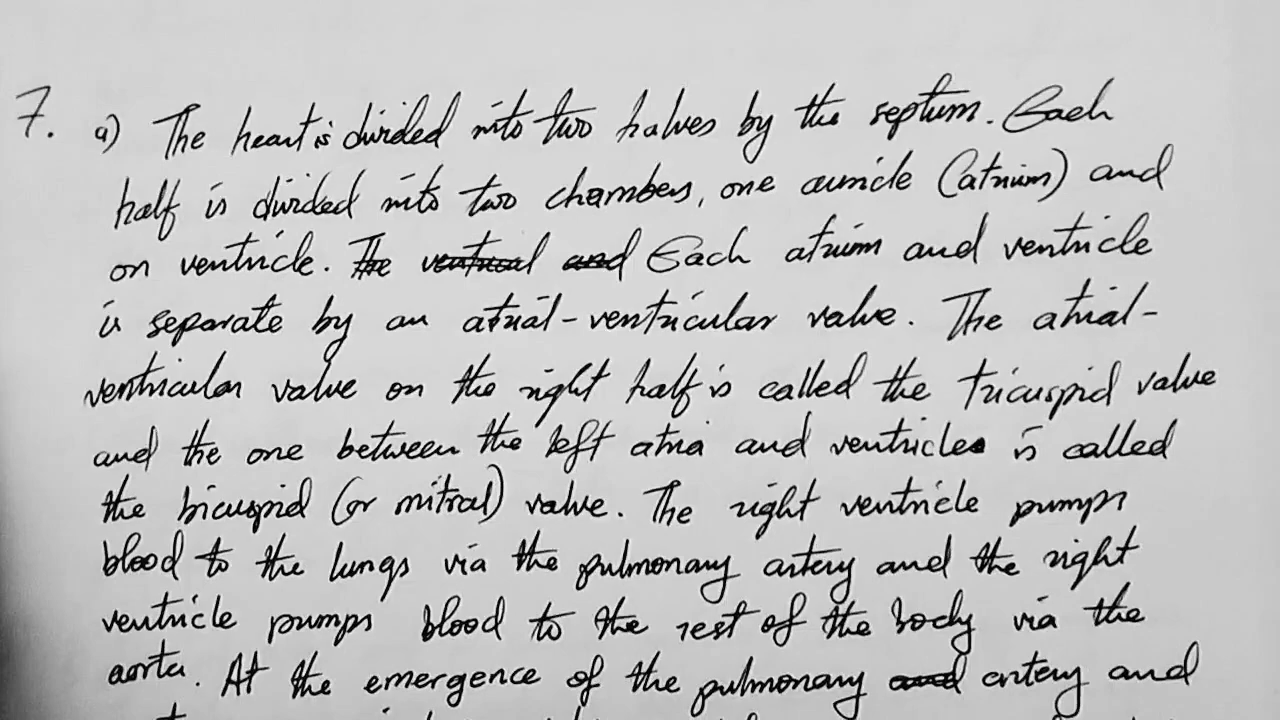 7. a) The heart is divided into two halves by the septum. Each
half is divided into two chambers, one auricle (atrium) and
on ventricle. The ventrical and Each atrium and ventricle
is separate by an atrial-ventricular valve. The atrial-
ventricular valve on the right half is called the tricuspid valve
and the one between the left atria and ventricle is called
the bicuspid (or mitral) valve. The right ventricle pumps
blood to the lungs via the pulmonary artery and the right
ventricle pumps blood to the rest of the body via the
aorta. At the emergence of the pulmonary and artery and